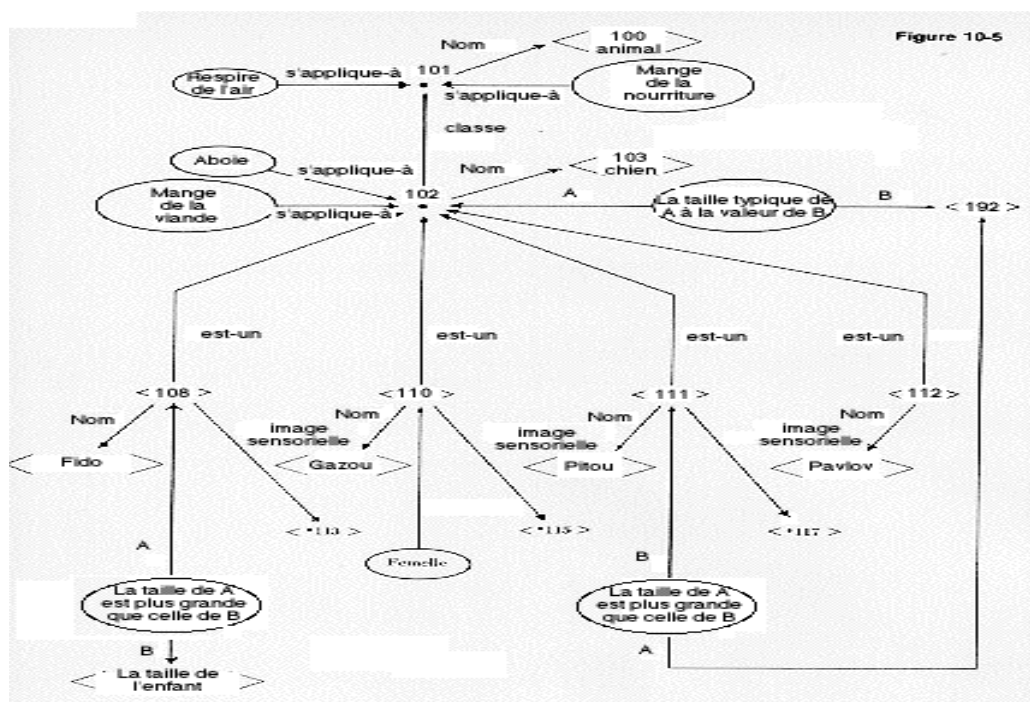 Figure 10-5
Nom
100
animal
Respire
de l'air
s'applique-à
101
s'applique-à
Mange
de la
nourriture
classe
Aboie
s'applique-à
Nom
103
chien
Mange
de la
viande
s'applique-à
102
A
La taille typique de
A à la valeur de B
B
< 192 >
est-un
est-un
est-un
est-un
< 108 >
< 110 >
< 111 >
< 112 >
Nom
image
sensorielle
Nom
image
sensorielle
Nom
image
sensorielle
Nom
Fido
Gazou
Pitou
Pavlov
< *113 >
< *115 >
< *117 >
A
Femelle
B
La taille de A
est plus grande
que celle de B
La taille de A
est plus grande
que celle de B
B
A
La taille de
l'enfant